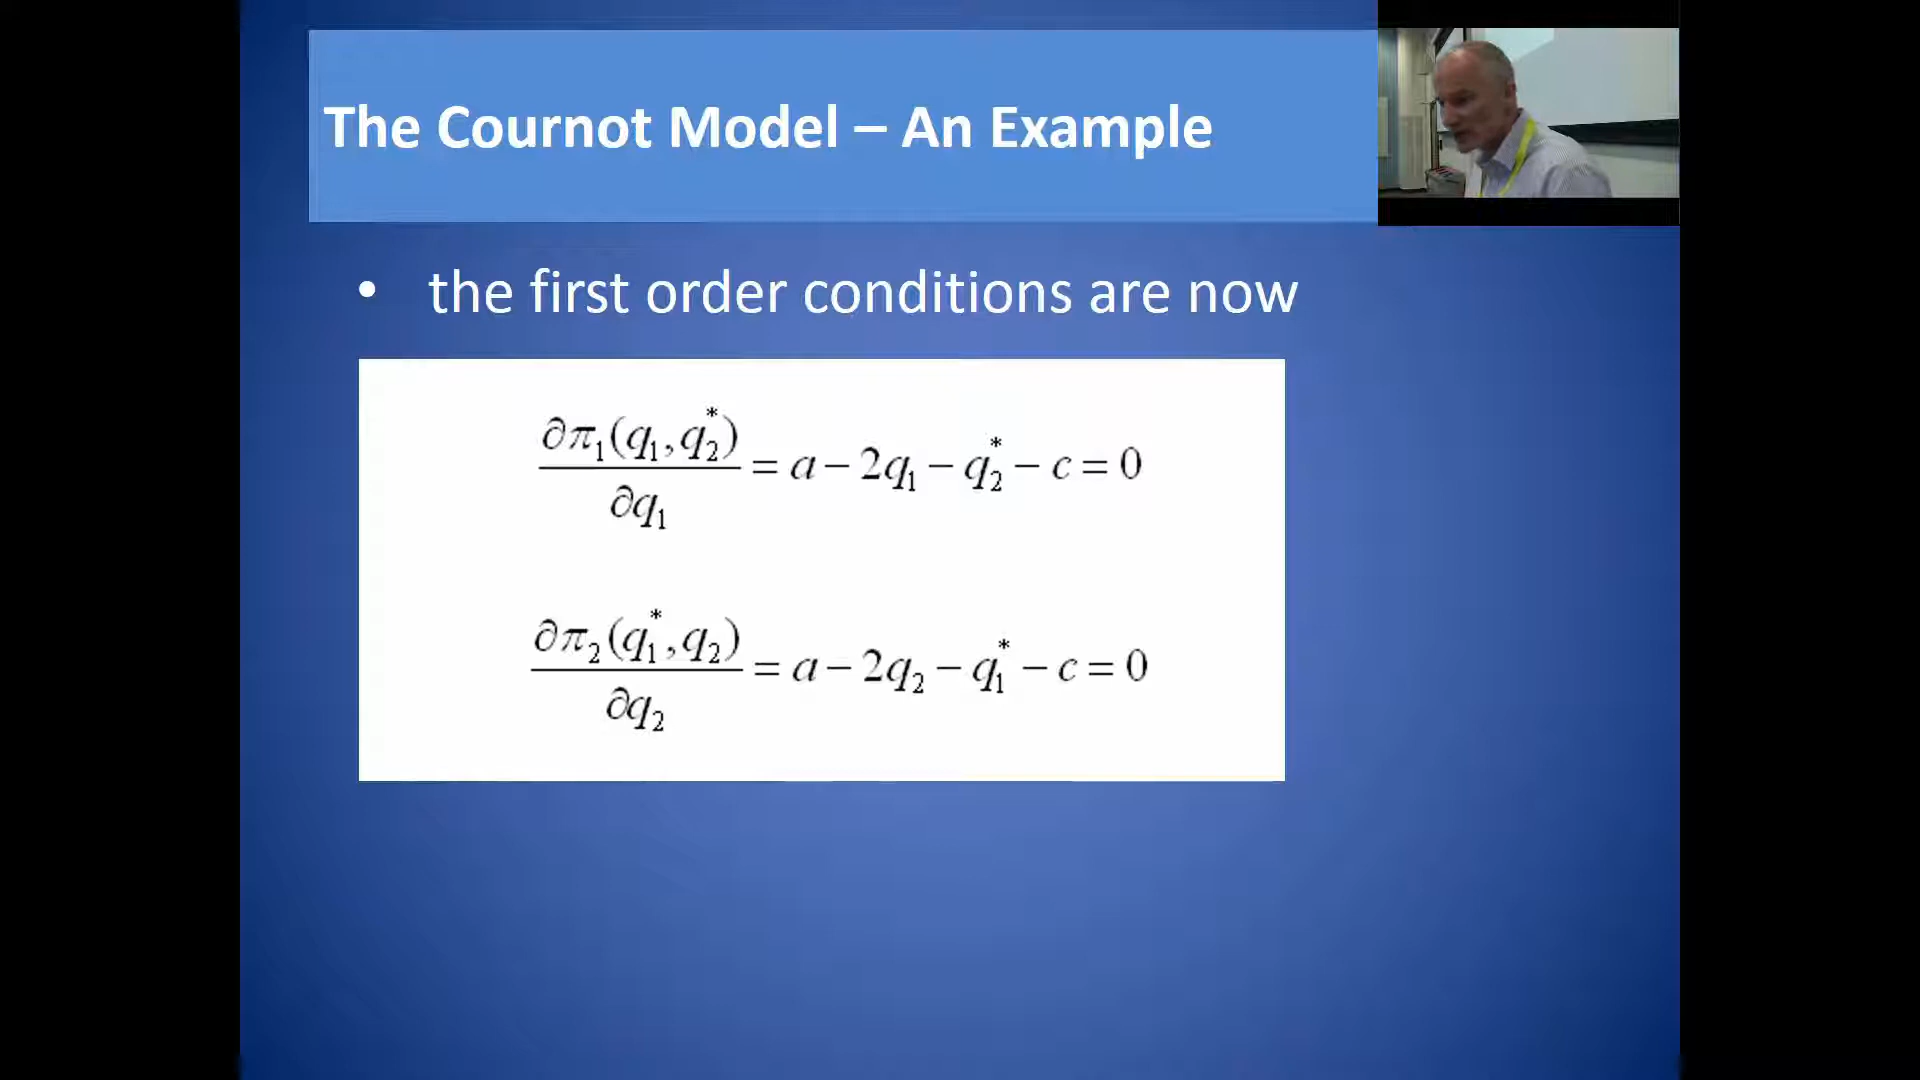 The Cournot Model – An Example
• the first order conditions are now
∂π₁(q₁,q₂*)/∂q₁ = a − 2q₁ − q₂* − c = 0
∂π₂(q₁*,q₂)/∂q₂ = a − 2q₂ − q₁* − c = 0